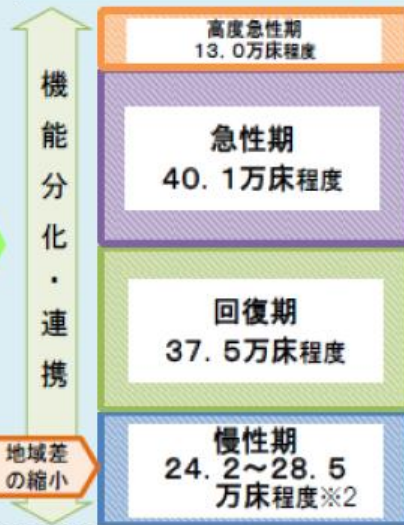 機能分化・連携
地域差
の縮小
高度急性期
13.0万床程度
急性期
40.1万床程度
回復期
37.5万床程度
慢性期
24.2～28.5
万床程度※2